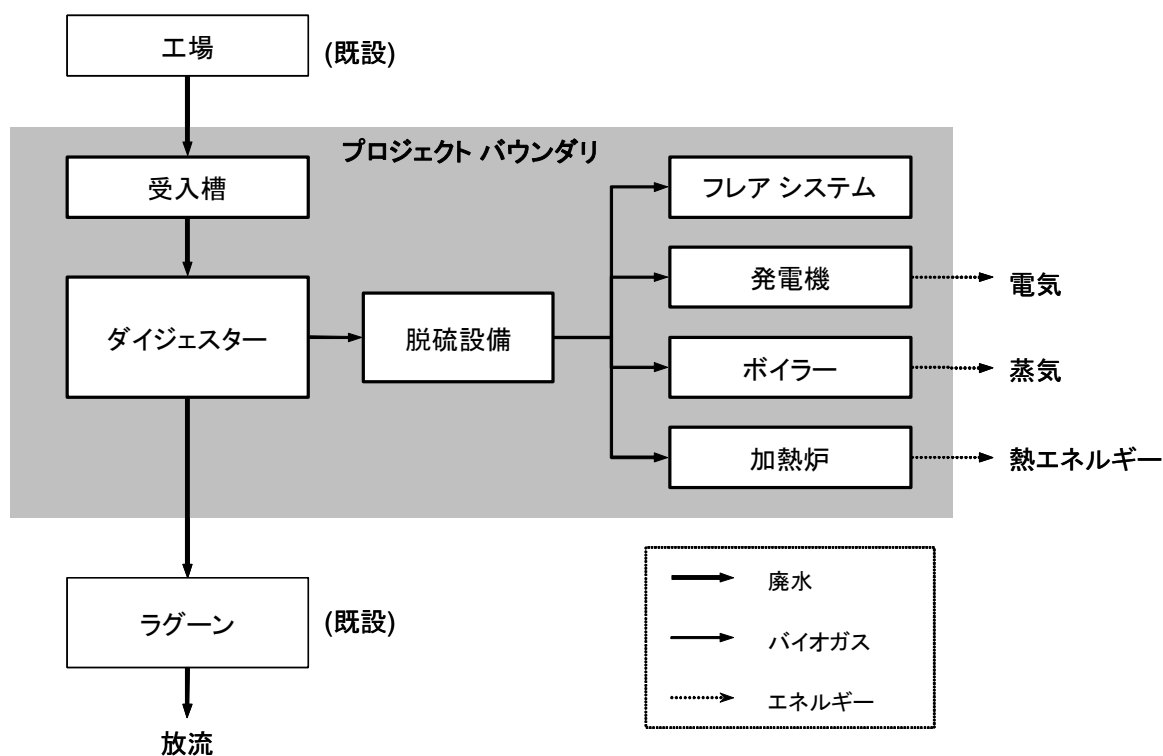 工場
(既設)
プロジェクト バウンダリ
受入槽
フレア システム
発電機
電気
ダイジェスター
脱硫設備
ボイラー
蒸気
加熱炉
熱エネルギー
ラグーン
(既設)
放流
廃水
バイオガス
エネルギー